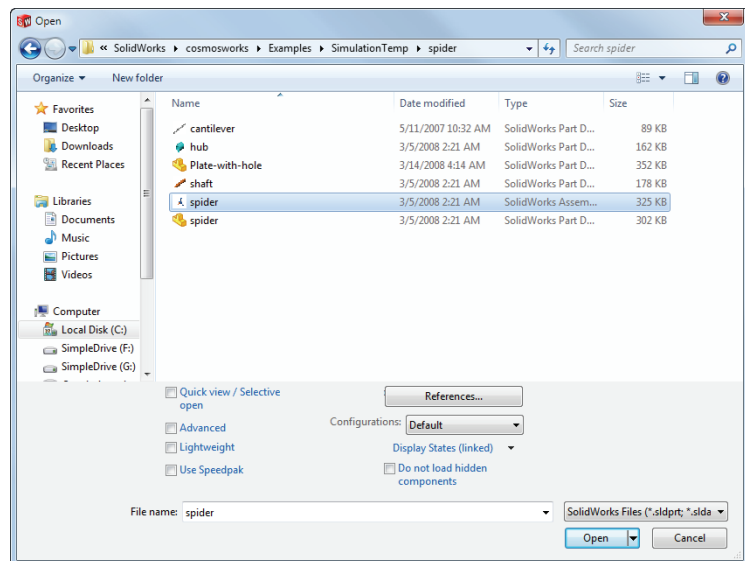 Open
« SolidWorks ▸ cosmosworks ▸ Examples ▸ SimulationTemp ▸ spider Search spider
Organize ▾ New folder
Favorites
Desktop
Downloads
Recent Places
Libraries
Documents
Music
Pictures
Videos
Computer
Local Disk (C:)
SimpleDrive (F:)
SimpleDrive (G:)
Name Date modified Type Size
cantilever 5/11/2007 10:32 AM SolidWorks Part D... 89 KB
hub 3/5/2008 2:21 AM SolidWorks Part D... 162 KB
Plate-with-hole 3/14/2008 4:14 AM SolidWorks Part D... 352 KB
shaft 3/5/2008 2:21 AM SolidWorks Part D... 178 KB
spider 3/5/2008 2:21 AM SolidWorks Assem... 325 KB
spider 3/5/2008 2:21 AM SolidWorks Part D... 302 KB
Quick view / Selective
open
Advanced
Lightweight
Use Speedpak
References...
Configurations: Default
Display States (linked)
Do not load hidden
components
File name: spider SolidWorks Files (*.sldprt; *.slda
Open Cancel